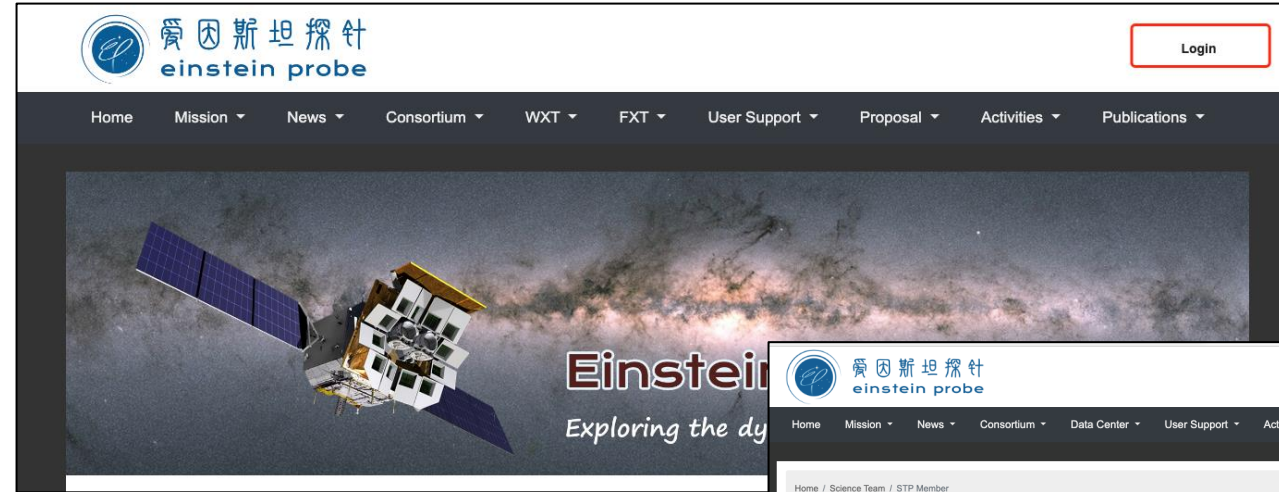 爱因斯坦探针
einstein probe
Login
Home Mission News Consortium WXT FXT User Support Proposal Activities Publications
Einstein
Exploring the dy
爱因斯坦探针
einstein probe
Home Mission News Consortium Data Center User Support Act
Home / Science Team / STP Member